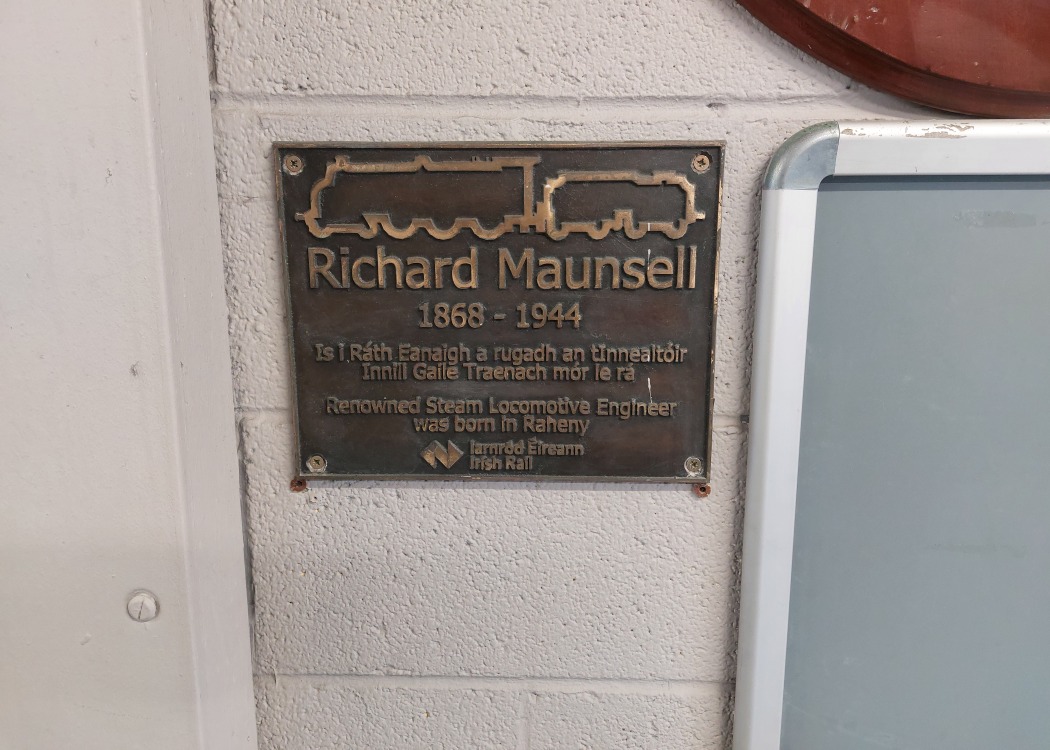 Richard Maunsell
1868 - 1944
Is i Ráth Eanaigh a rugadh an tinnealtóir
Innill Gaile Traenach mór le rá
Renowned Steam Locomotive Engineer
was born in Raheny
Iarnród Éireann
Irish Rail